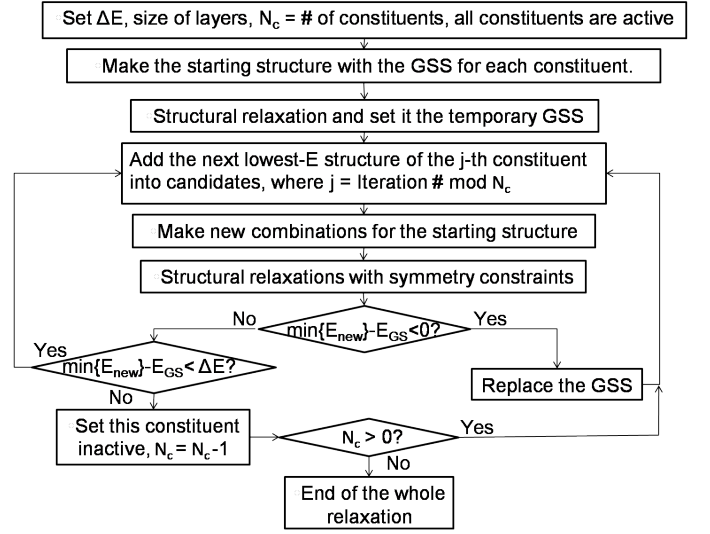 Set ΔE, size of layers, Nc = # of constituents, all constituents are active
Make the starting structure with the GSS for each constituent.
Structural relaxation and set it the temporary GSS
Add the next lowest-E structure of the j-th constituent
into candidates, where j = Iteration # mod Nc
Make new combinations for the starting structure
Structural relaxations with symmetry constraints
No
min{Enew}-EGS<0?
Yes
Yes
min{Enew}-EGS< ΔE?
Replace the GSS
No
Set this constituent
inactive, Nc = Nc-1
Nc > 0?
Yes
No
End of the whole
relaxation